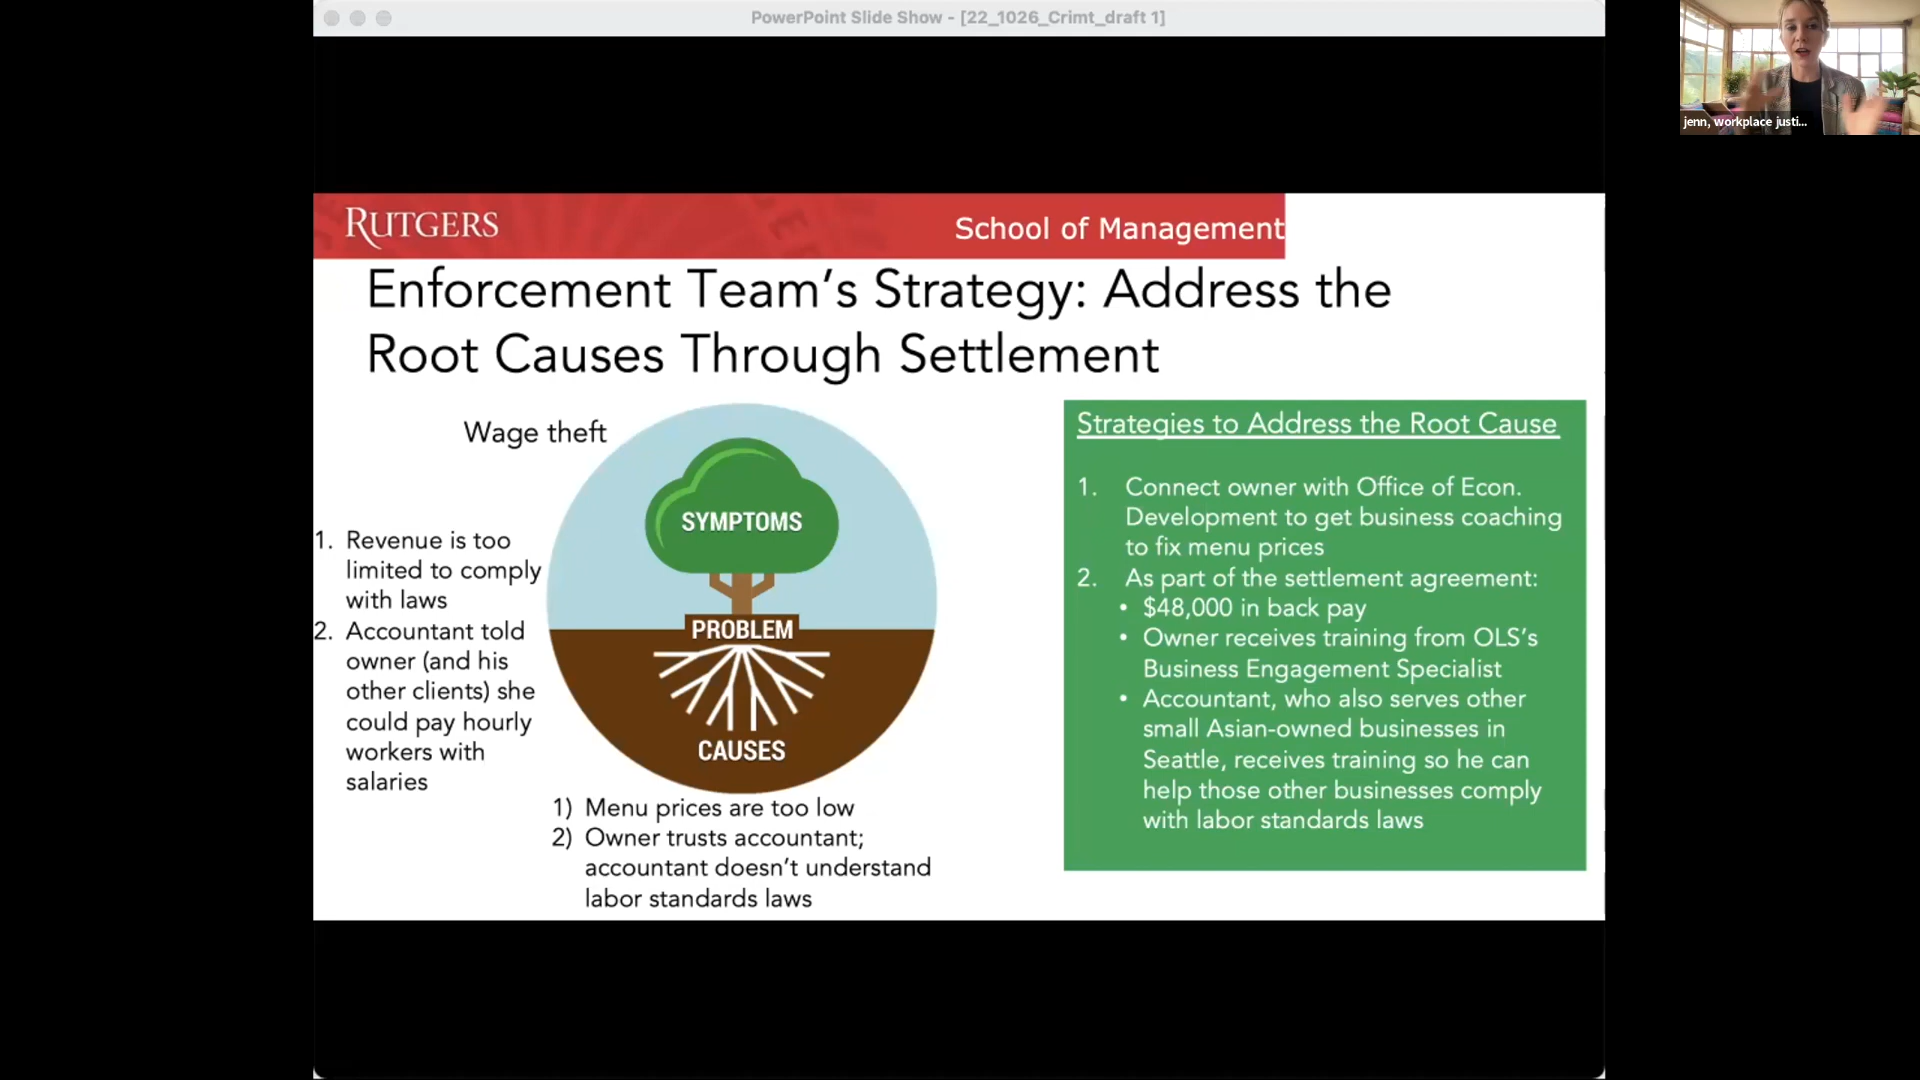 PowerPoint Slide Show - [22_1026_Crimt_draft 1]
jenn, workplace justi...
RUTGERS
School of Management
Enforcement Team’s Strategy: Address the
Root Causes Through Settlement
Wage theft
SYMPTOMS
1. Revenue is too
limited to comply
with laws
2. Accountant told
owner (and his
other clients) she
could pay hourly
workers with
salaries
PROBLEM
CAUSES
1) Menu prices are too low
2) Owner trusts accountant;
accountant doesn’t understand
labor standards laws
Strategies to Address the Root Cause
1. Connect owner with Office of Econ.
Development to get business coaching
to fix menu prices
2. As part of the settlement agreement:
• $48,000 in back pay
• Owner receives training from OLS’s
Business Engagement Specialist
• Accountant, who also serves other
small Asian-owned businesses in
Seattle, receives training so he can
help those other businesses comply
with labor standards laws